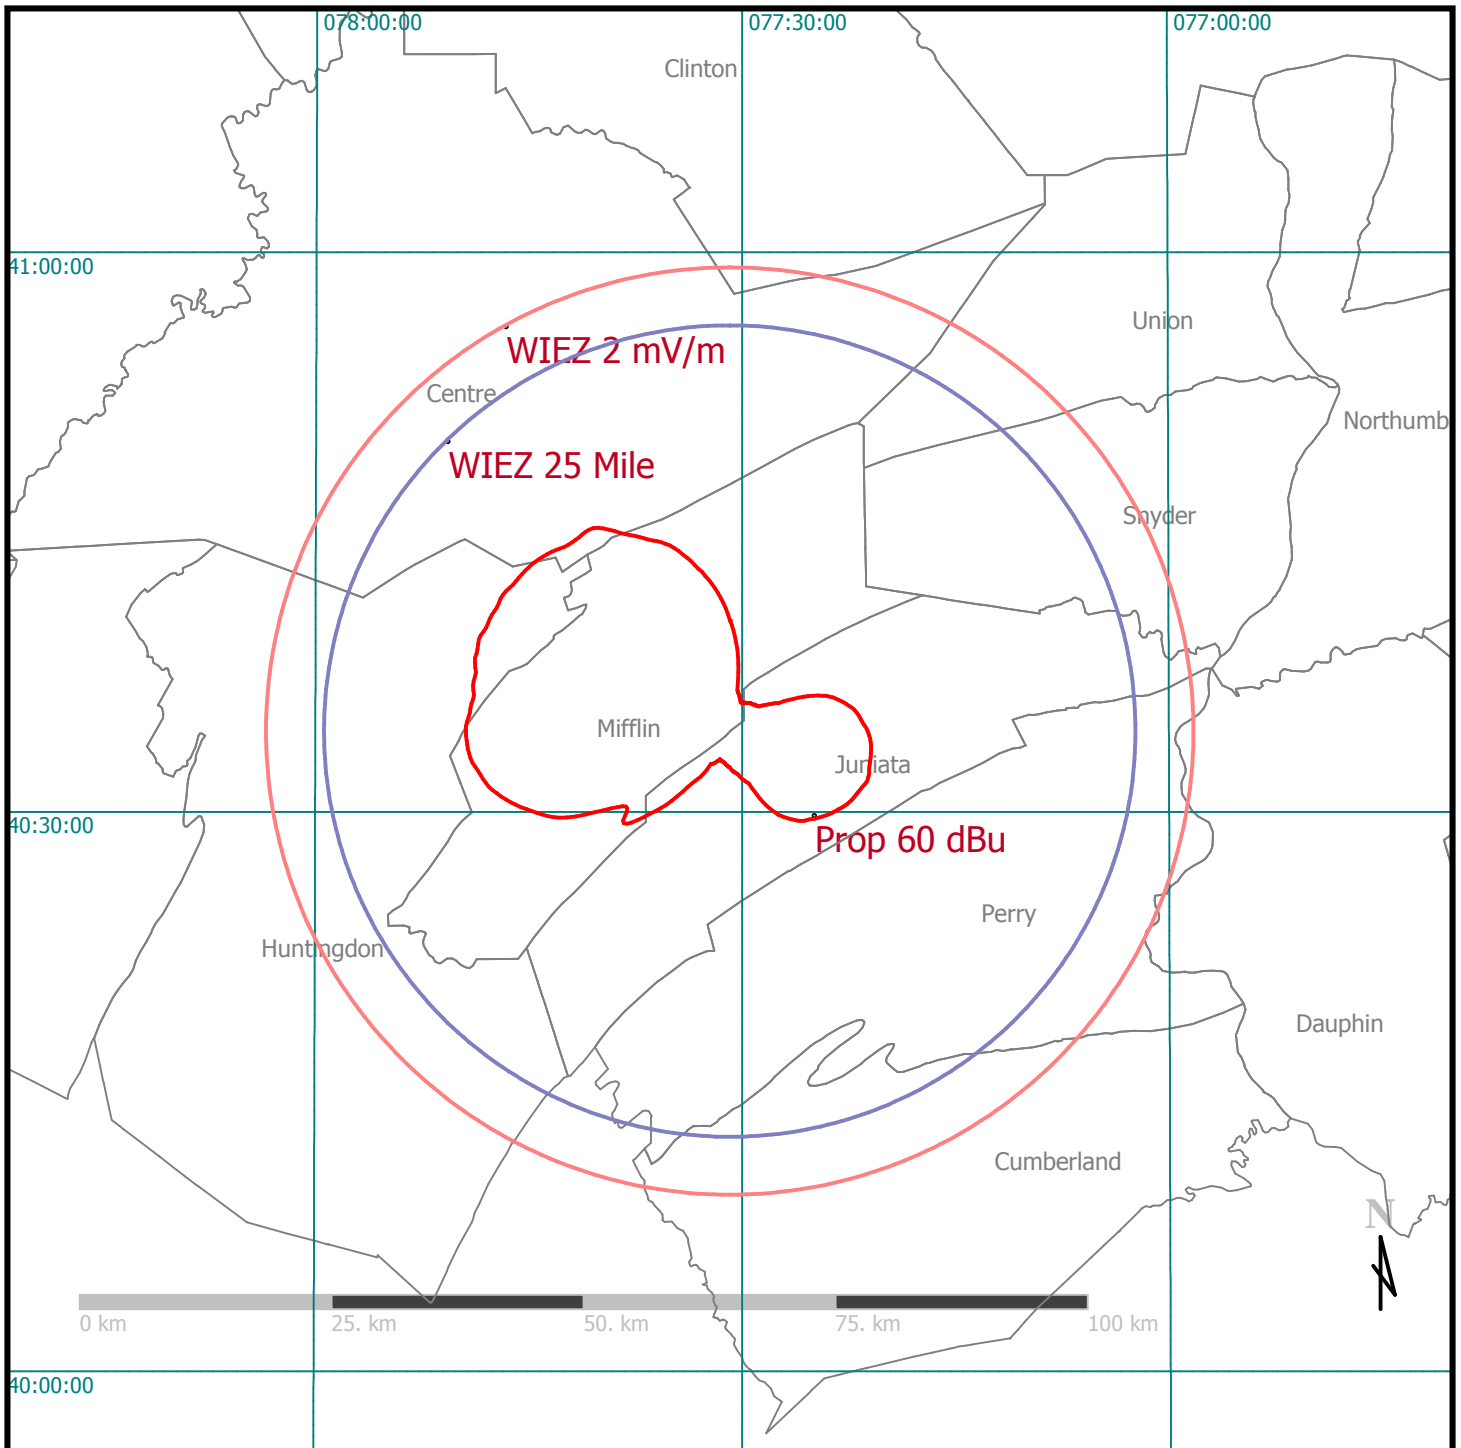 078:00:00
077:30:00
077:00:00
Clinton
41:00:00
Union
WIEZ 2 mV/m
Centre
Northumb
WIEZ 25 Mile
Snyder
Mifflin
Juniata
40:30:00
Prop 60 dBu
Perry
Huntingdon
Dauphin
Cumberland
N
0 km
25. km
50. km
75. km
100 km
40:00:00